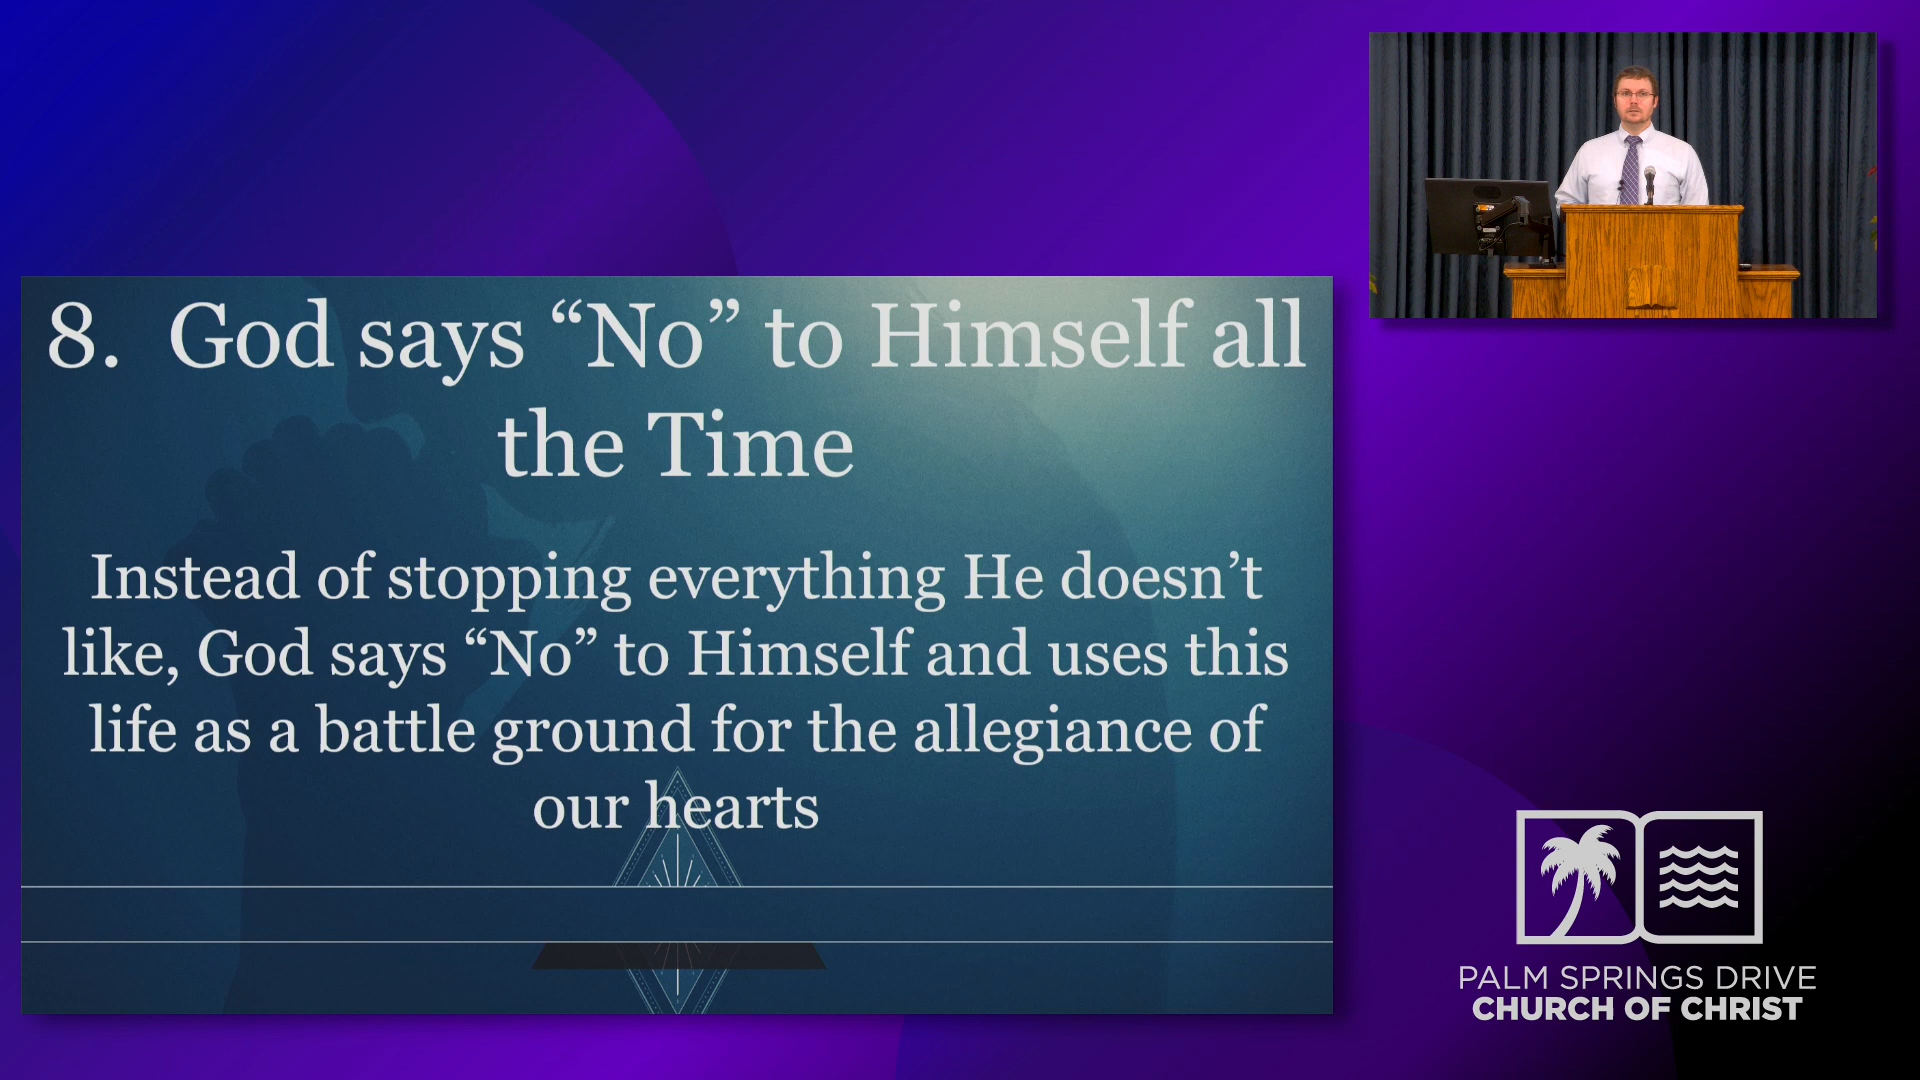 8.  God says “No” to Himself all
the Time
Instead of stopping everything He doesn’t
like, God says “No” to Himself and uses this
life as a battle ground for the allegiance of
our hearts
PALM SPRINGS DRIVE
CHURCH OF CHRIST